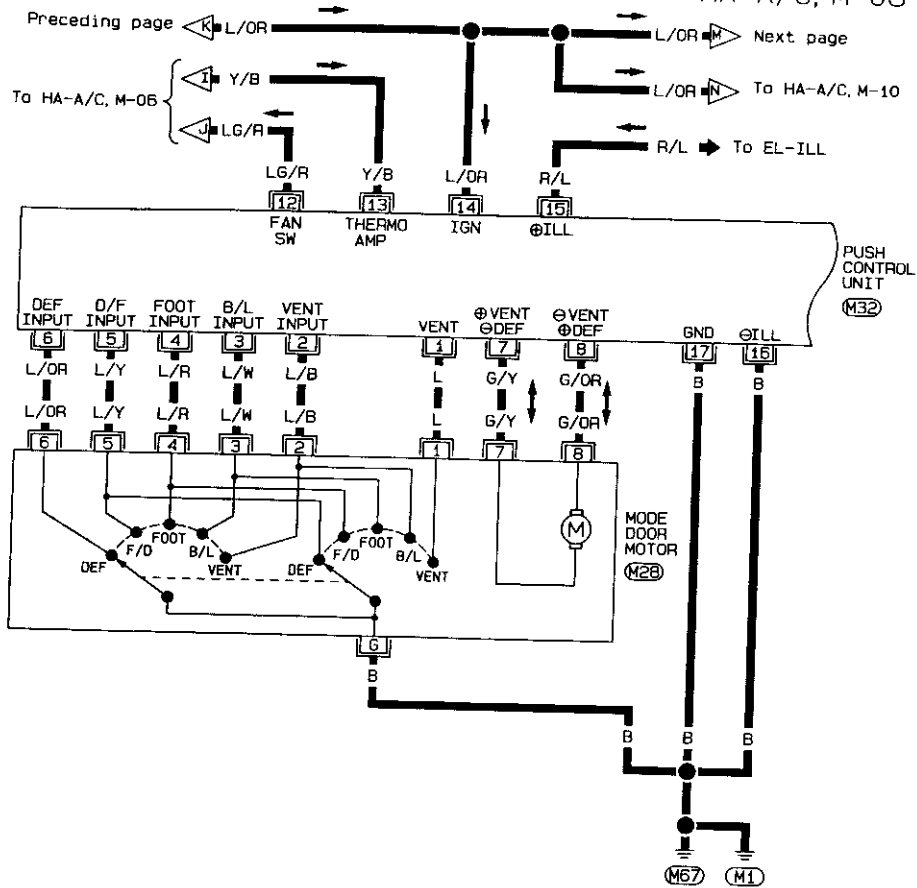 HA-A/C, M-08
Preceding page K L/OR
L/OR M Next page
I Y/B
L/OR N To HA-A/C, M-10
To HA-A/C, M-06
J LG/R
R/L To EL-ILL
LG/R Y/B L/OR R/L
12 13 14 15
FAN SW THERMO AMP IGN ⊕ILL
PUSH CONTROL UNIT
M32
DEF INPUT D/F INPUT FOOT INPUT B/L INPUT VENT INPUT VENT ⊕VENT ⊖DEF ⊖VENT ⊕DEF GND ⊖ILL
6 5 4 3 2 1 7 8 17 16
L/OR L/Y L/R L/W L/B L G/Y G/OR B B
L/OR L/Y L/R L/W L/B L G/Y G/OR
6 5 4 3 2 1 7 8
M
MODE DOOR MOTOR
M28
DEF F/D FOOT B/L VENT DEF F/D FOOT B/L VENT
G
B
B B B
M67 M1